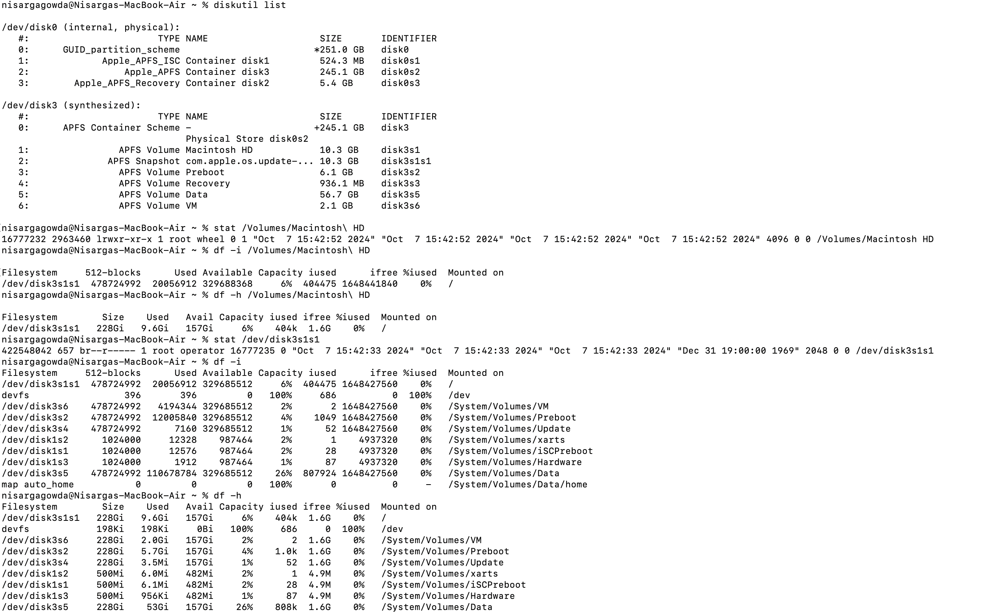 nisargagowda@Nisargas-MacBook-Air ~ % diskutil list
/dev/disk0 (internal, physical):
   #:                       TYPE NAME                    SIZE       IDENTIFIER
   0:      GUID_partition_scheme                        *251.0 GB   disk0
   1:             Apple_APFS_ISC Container disk1         524.3 MB   disk0s1
   2:                 Apple_APFS Container disk3         245.1 GB   disk0s2
   3:        Apple_APFS_Recovery Container disk2         5.4 GB     disk0s3
/dev/disk3 (synthesized):
   #:                       TYPE NAME                    SIZE       IDENTIFIER
   0:      APFS Container Scheme -                      +245.1 GB   disk3
                                 Physical Store disk0s2
   1:                APFS Volume Macintosh HD            10.3 GB    disk3s1
   2:              APFS Snapshot com.apple.os.update-... 10.3 GB    disk3s1s1
   3:                APFS Volume Preboot                 6.1 GB     disk3s2
   4:                APFS Volume Recovery                936.1 MB   disk3s3
   5:                APFS Volume Data                    56.7 GB    disk3s5
   6:                APFS Volume VM                      2.1 GB     disk3s6
nisargagowda@Nisargas-MacBook-Air ~ % stat /Volumes/Macintosh\ HD
16777232 2963460 lrwxr-xr-x 1 root wheel 0 1 "Oct  7 15:42:52 2024" "Oct  7 15:42:52 2024" "Oct  7 15:42:52 2024" "Oct  7 15:42:52 2024" 4096 0 0 /Volumes/Macintosh HD
nisargagowda@Nisargas-MacBook-Air ~ % df -i /Volumes/Macintosh\ HD
Filesystem     512-blocks      Used Available Capacity iused      ifree %iused  Mounted on
/dev/disk3s1s1  478724992  20056912 329688368     6%  404475 1648441840    0%   /
nisargagowda@Nisargas-MacBook-Air ~ % df -h /Volumes/Macintosh\ HD
Filesystem        Size    Used   Avail Capacity iused ifree %iused  Mounted on
/dev/disk3s1s1   228Gi   9.6Gi   157Gi     6%    404k  1.6G    0%   /
nisargagowda@Nisargas-MacBook-Air ~ % stat /dev/disk3s1s1
422548042 657 br--r----- 1 root operator 16777235 0 "Oct  7 15:42:33 2024" "Oct  7 15:42:33 2024" "Oct  7 15:42:33 2024" "Dec 31 19:00:00 1969" 2048 0 0 /dev/disk3s1s1
nisargagowda@Nisargas-MacBook-Air ~ % df -i
Filesystem     512-blocks      Used Available Capacity iused      ifree %iused  Mounted on
/dev/disk3s1s1  478724992  20056912 329685512     6%  404475 1648427560    0%   /
devfs                 396       396         0   100%     686          0  100%   /dev
/dev/disk3s6    478724992   4194344 329685512     2%       2 1648427560    0%   /System/Volumes/VM
/dev/disk3s2    478724992  12005840 329685512     4%    1049 1648427560    0%   /System/Volumes/Preboot
/dev/disk3s4    478724992      7160 329685512     1%      52 1648427560    0%   /System/Volumes/Update
/dev/disk1s2      1024000     12328    987464     2%       1    4937320    0%   /System/Volumes/xarts
/dev/disk1s1      1024000     12576    987464     2%      28    4937320    0%   /System/Volumes/iSCPreboot
/dev/disk1s3      1024000      1912    987464     1%      87    4937320    0%   /System/Volumes/Hardware
/dev/disk3s5    478724992 110678784 329685512    26%  807924 1648427560    0%   /System/Volumes/Data
map auto_home           0         0         0   100%       0          0     -   /System/Volumes/Data/home
nisargagowda@Nisargas-MacBook-Air ~ % df -h
Filesystem        Size    Used   Avail Capacity iused ifree %iused  Mounted on
/dev/disk3s1s1   228Gi   9.6Gi   157Gi     6%    404k  1.6G    0%   /
devfs            198Ki   198Ki     0Bi   100%     686     0  100%   /dev
/dev/disk3s6     228Gi   2.0Gi   157Gi     2%       2  1.6G    0%   /System/Volumes/VM
/dev/disk3s2     228Gi   5.7Gi   157Gi     4%    1.0k  1.6G    0%   /System/Volumes/Preboot
/dev/disk3s4     228Gi   3.5Mi   157Gi     1%      52  1.6G    0%   /System/Volumes/Update
/dev/disk1s2     500Mi   6.0Mi   482Mi     2%       1  4.9M    0%   /System/Volumes/xarts
/dev/disk1s1     500Mi   6.1Mi   482Mi     2%      28  4.9M    0%   /System/Volumes/iSCPreboot
/dev/disk1s3     500Mi   956Ki   482Mi     1%      87  4.9M    0%   /System/Volumes/Hardware
/dev/disk3s5     228Gi    53Gi   157Gi    26%    808k  1.6G    0%   /System/Volumes/Data